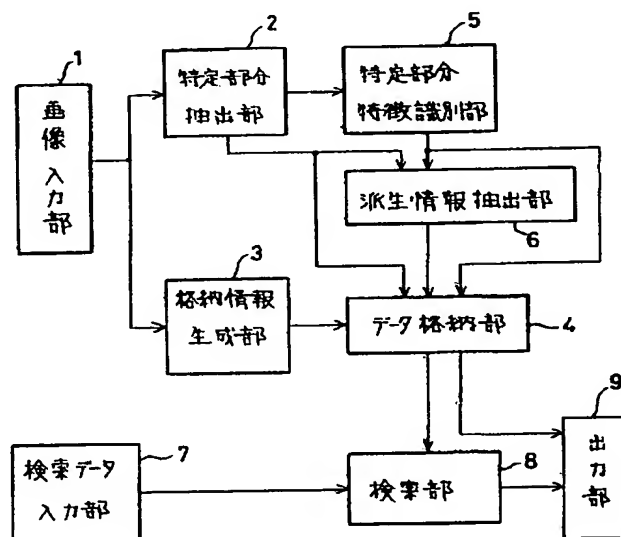 1
画像入力部
2
特定部分
抽出部
5
特定部分
特徴識別部
派生情報抽出部
6
3
格納情報
生成部
データ格納部
4
7
検索データ
入力部
8
検索部
9
出力部